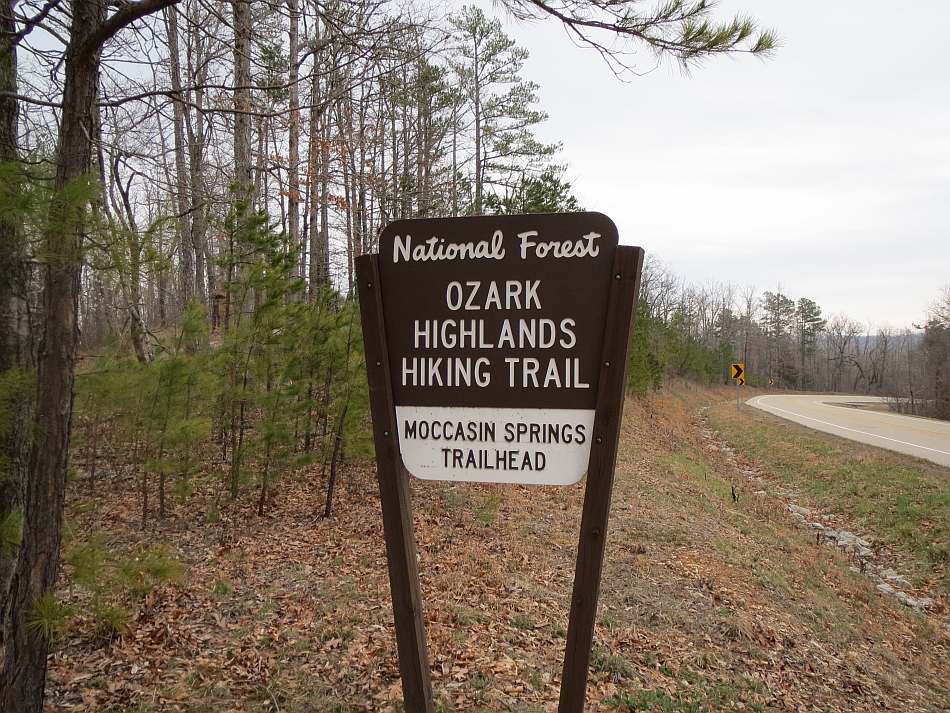 National Forest
OZARK
HIGHLANDS
HIKING TRAIL
MOCCASIN SPRINGS
TRAILHEAD